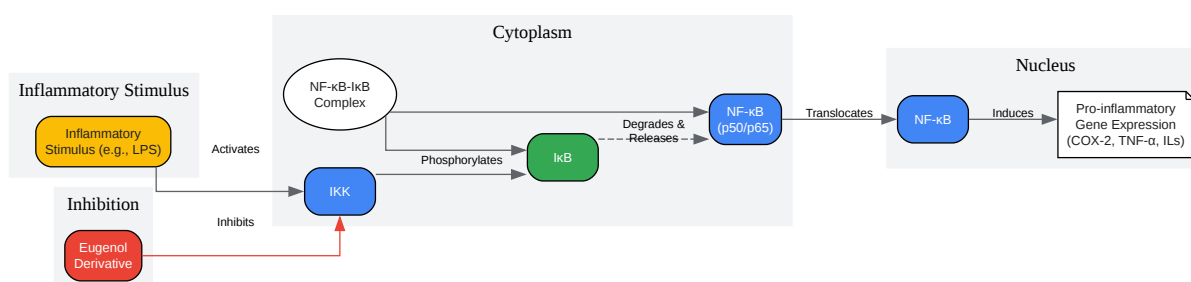 Cytoplasm
Nucleus
Inflammatory Stimulus
NF-κB-IκB
Complex
Inflammatory
Stimulus (e.g., LPS)
Activates
Phosphorylates
IκB
Degrades &
Releases
NF-κB
(p50/p65)
Translocates
NF-κB
Induces
Pro-inflammatory
Gene Expression
(COX-2, TNF-α, ILs)
IKK
Inhibition
Inhibits
Eugenol
Derivative